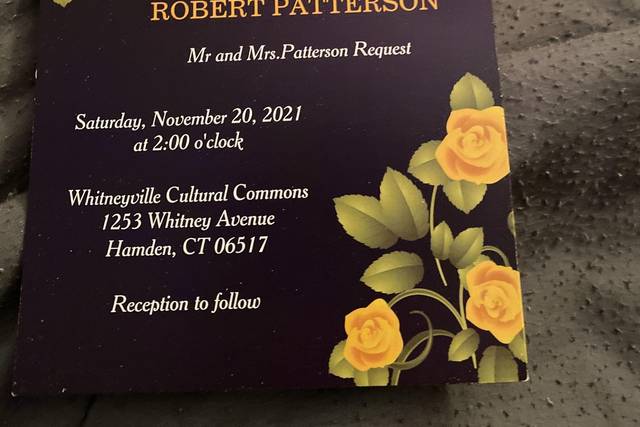 ROBERT PATTERSON
Mr and Mrs.Patterson Request
Saturday, November 20, 2021
at 2:00 o'clock
Whitneyville Cultural Commons
1253 Whitney Avenue
Hamden, CT 06517
Reception to follow